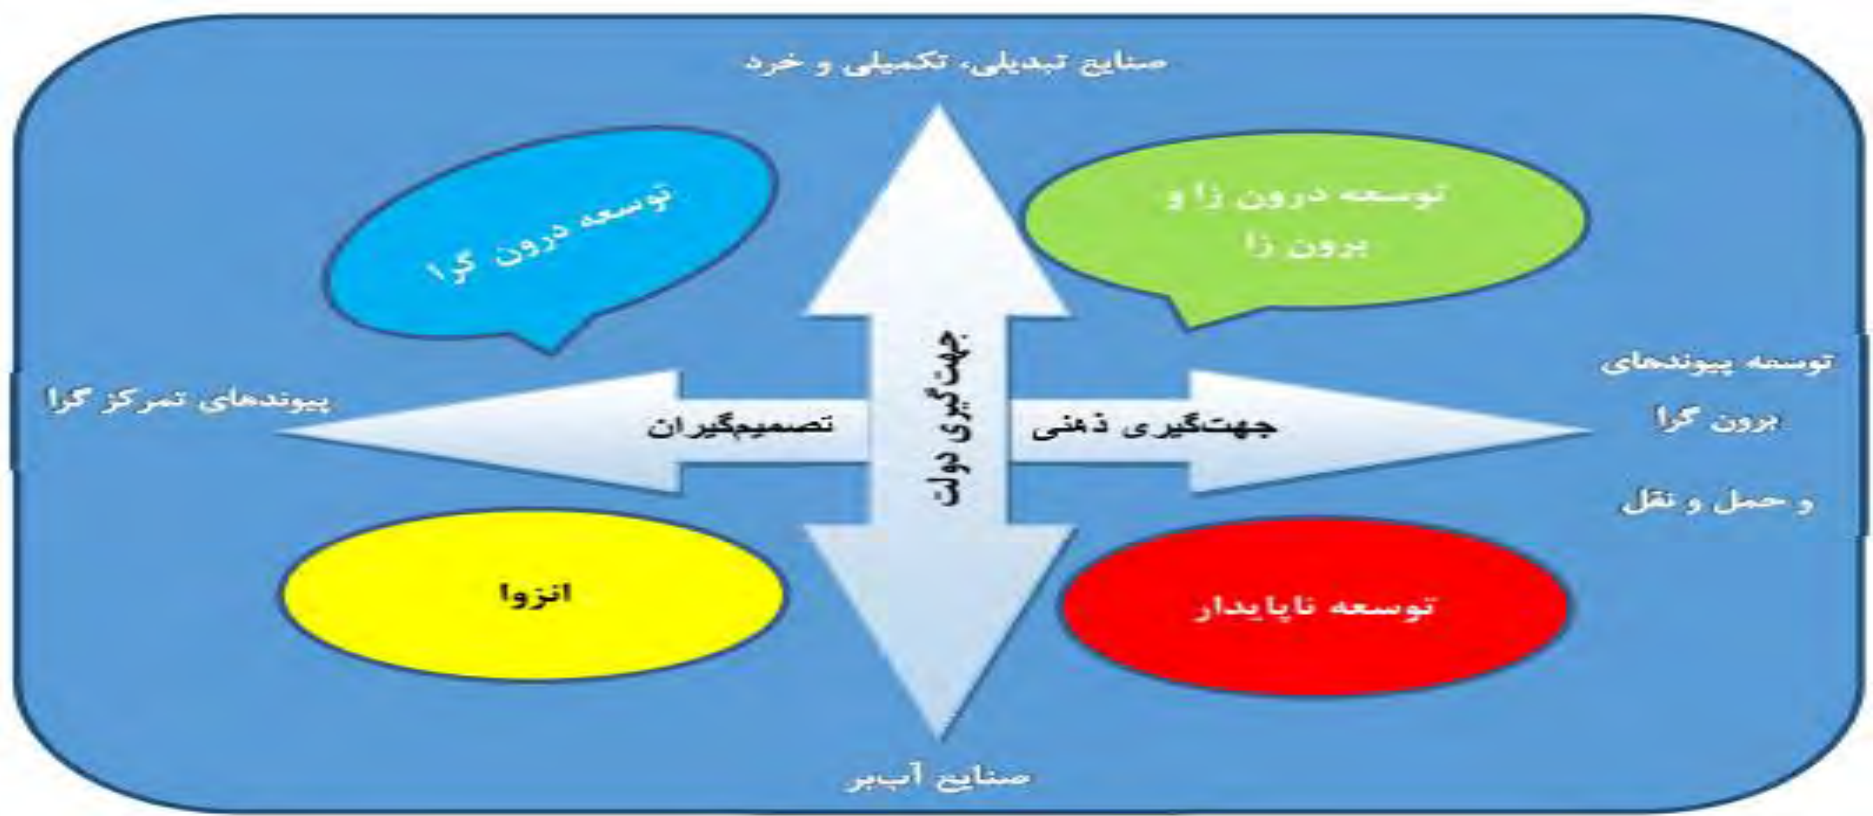 صنایع تبدیلی، تکمیلی و خرد
توسعه درون زا و
برون زا
توسعه درون گرا
توسعه پیوندهای
برون گرا
و حمل و نقل
جهت‌گیری دولت
جهت‌گیری ذهنی
تصمیم‌گیران
پیوندهای تمرکز گرا
توسعه ناپایدار
انزوا
صنایع آب‌بر